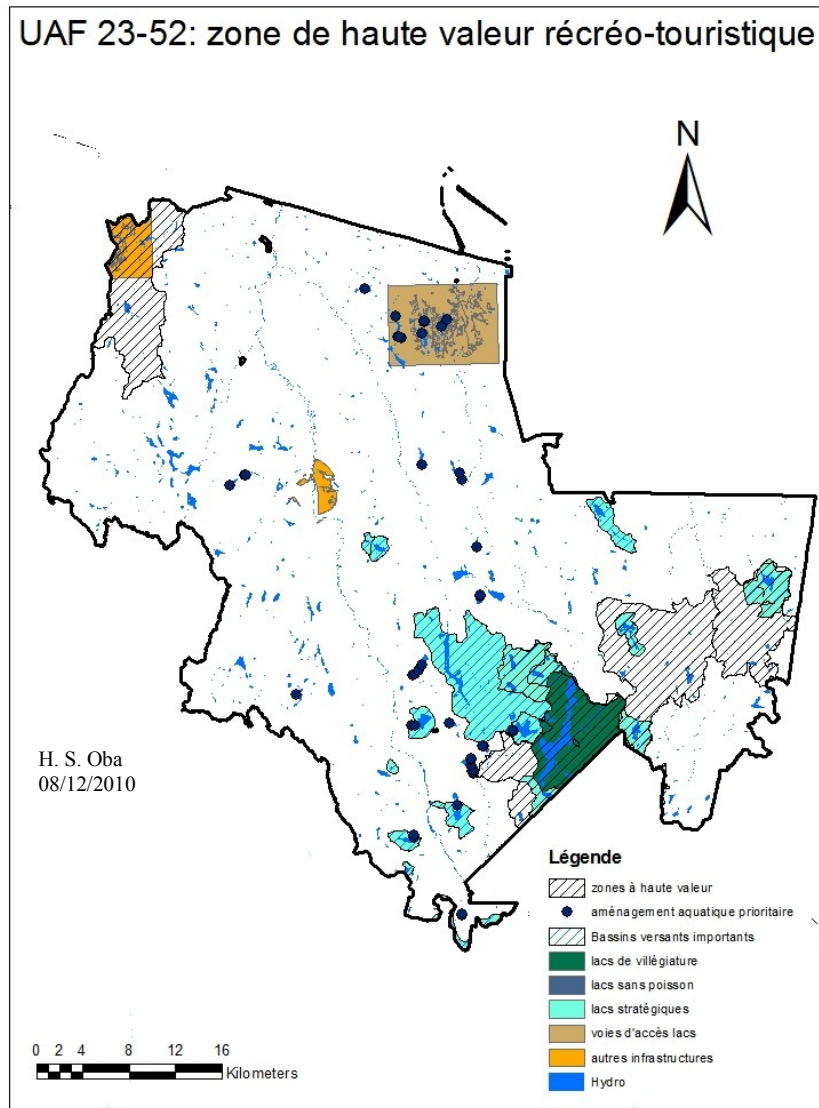 UAF 23-52: zone de haute valeur récréo-touristique
N
H. S. Oba
08/12/2010
Légende
zones à haute valeur
aménagement aquatique prioritaire
Bassins versants importants
lacs de villégiature
lacs sans poisson
lacs stratégiques
voies d'accès lacs
autres infrastructures
Hydro
0 2 4 8 12 16
Kilometers